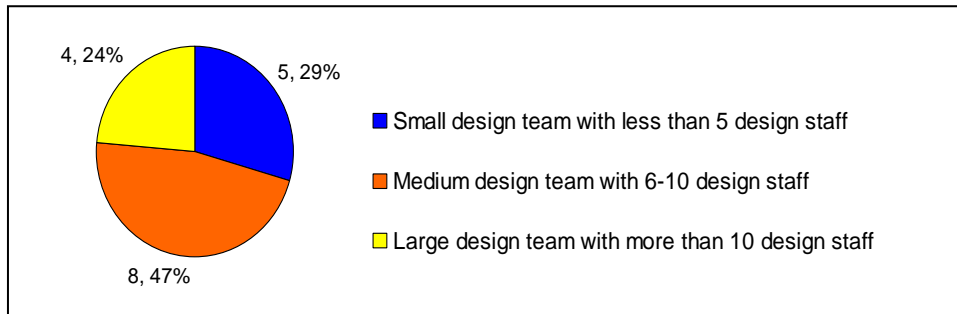 4, 24%
5, 29%
Small design team with less than 5 design staff
Medium design team with 6-10 design staff
Large design team with more than 10 design staff
8, 47%